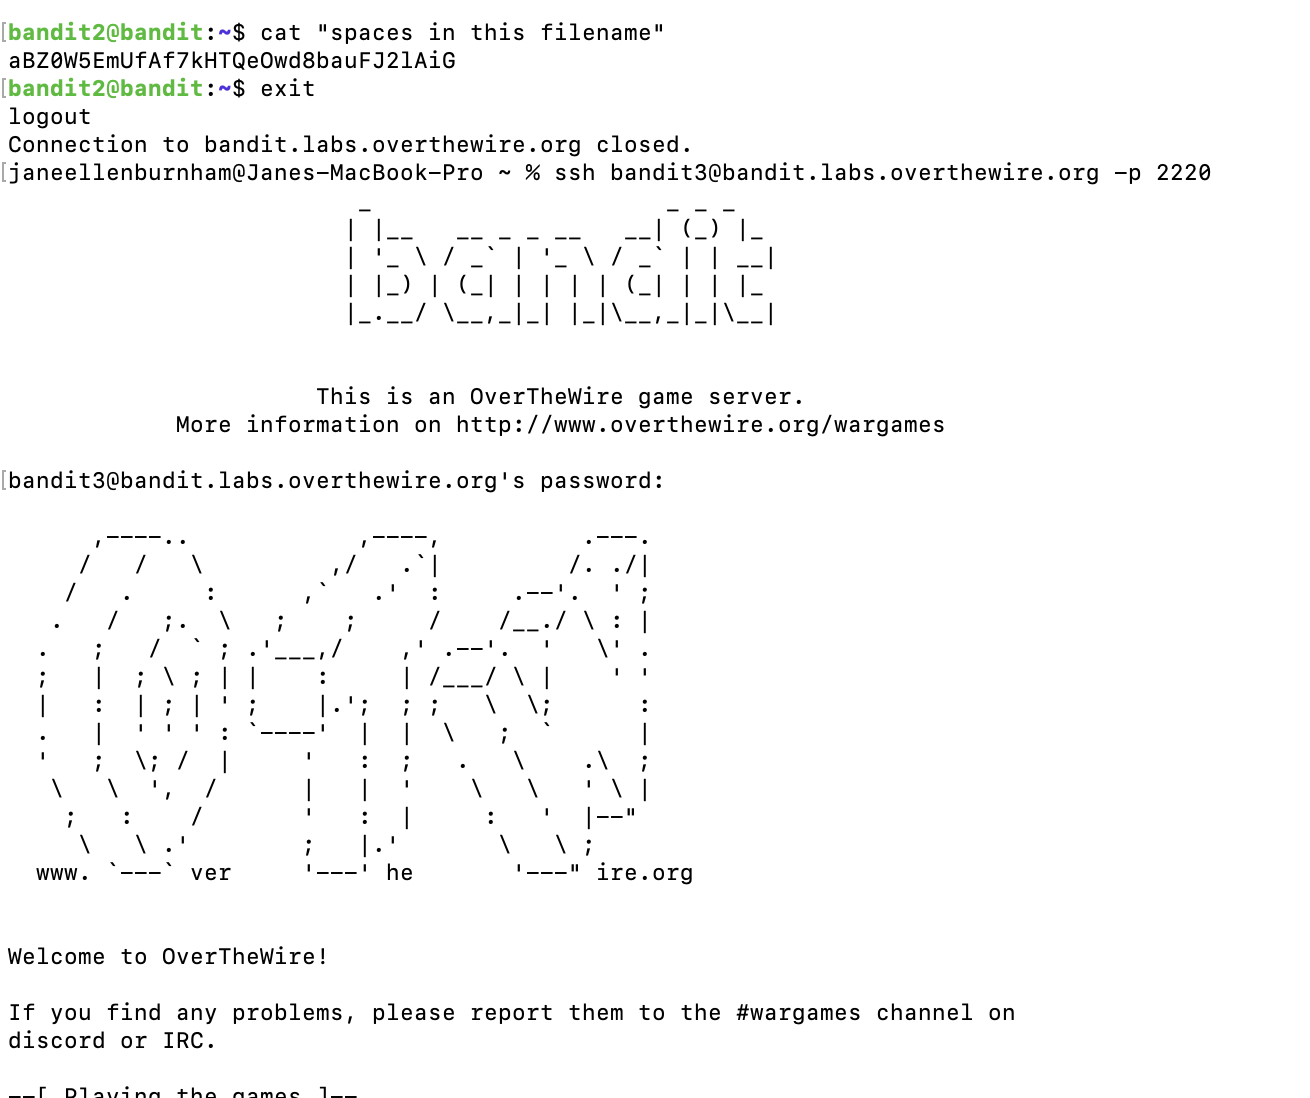 bandit2@bandit:~$ cat "spaces in this filename"
aBZ0W5EmUfAf7kHTQeOwd8bauFJ2lAiG
bandit2@bandit:~$ exit
logout
Connection to bandit.labs.overthewire.org closed.
janeellenburnham@Janes-MacBook-Pro ~ % ssh bandit3@bandit.labs.overthewire.org -p 2220
bandit
This is an OverTheWire game server.
More information on http://www.overthewire.org/wargames
bandit3@bandit.labs.overthewire.org's password:
www. ver he ire.org
Welcome to OverTheWire!
If you find any problems, please report them to the #wargames channel on
discord or IRC.
--[ Playing the games ]--